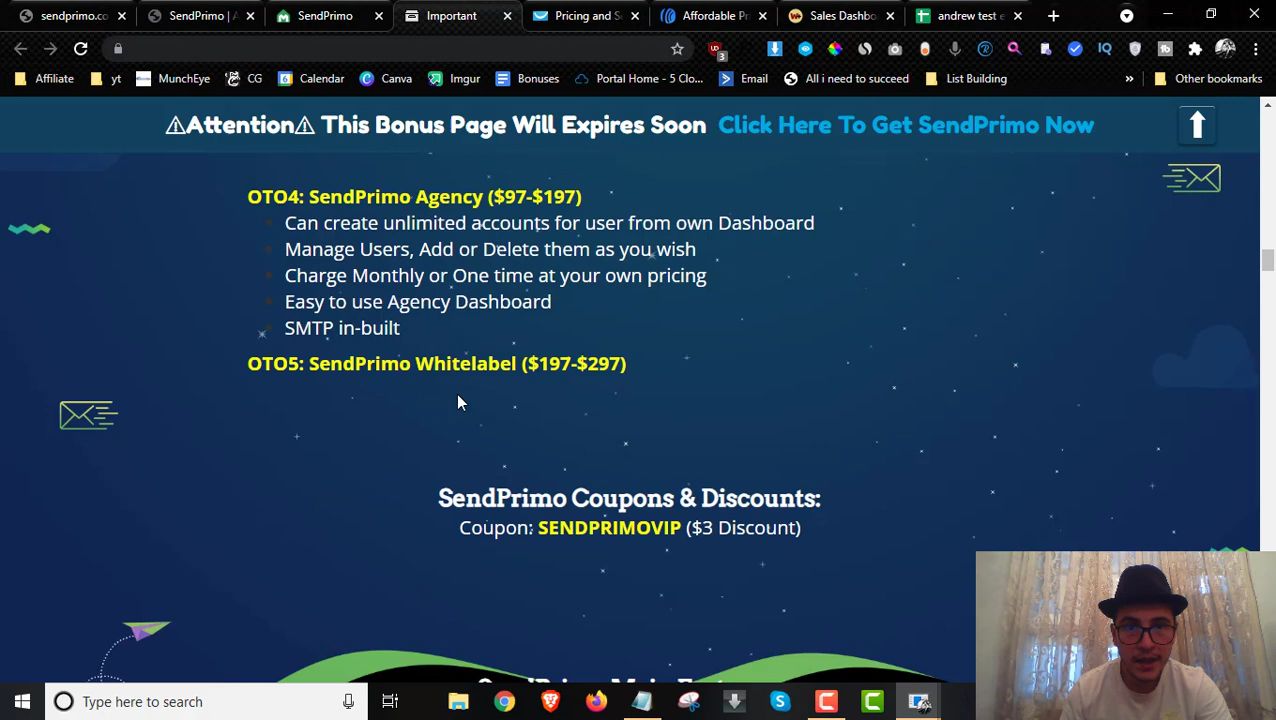 sendprimo.co
SendPrimo | A
SendPrimo
Important
Pricing and S
Affordable Pr
Sales Dashbo
andrew test e
3
IQ
Affiliate
yt
MunchEye
CG
Calendar
Canva
Imgur
Bonuses
Portal Home - 5 Clo...
Email
All i need to succeed
List Building
»
Other bookmarks
⚠Attention⚠ This Bonus Page Will Expires Soon Click Here To Get SendPrimo Now
OTO4: SendPrimo Agency ($97-$197)
Can create unlimited accounts for user from own Dashboard
Manage Users, Add or Delete them as you wish
Charge Monthly or One time at your own pricing
Easy to use Agency Dashboard
SMTP in-built
OTO5: SendPrimo Whitelabel ($197-$297)
SendPrimo Coupons & Discounts:
Coupon: SENDPRIMOVIP ($3 Discount)
Type here to search